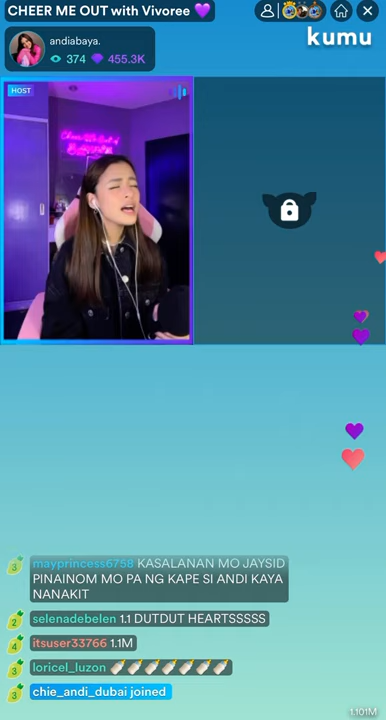 CHEER ME OUT with Vivoree 💜
kumu
andiabaya.
374 455.3K
HOST
3 mayprincess6758 KASALANAN MO JAYSID
PINAINOM MO PA NG KAPE SI ANDI KAYA
NANAKIT
2 selenadebelen 1.1 DUTDUT HEARTSSSSS
4 itsuser33766 1.1M
3 loricel_luzon 🍼🍼🍼🍼🍼🍼🍼
3 chie_andi_dubai joined
1.101M